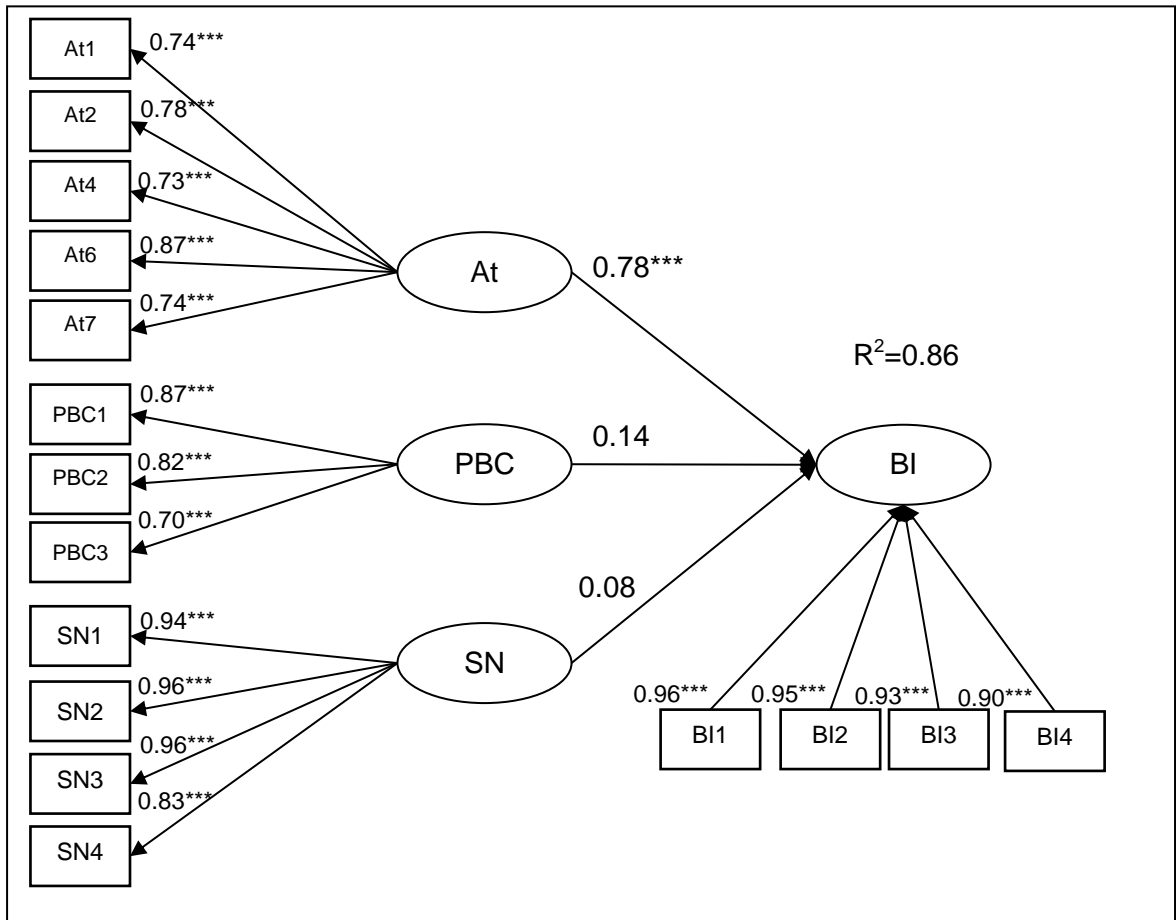 At1
0.74***
At2
0.78***
At4
0.73***
At6
0.87***
At7
0.74***
At
0.78***
R²=0.86
PBC1
0.87***
PBC2
0.82***
PBC3
0.70***
PBC
0.14
BI
SN1
0.94***
SN2
0.96***
SN3
0.96***
SN4
0.83***
SN
0.08
0.96***
0.95***
0.93***
0.90***
BI1
BI2
BI3
BI4